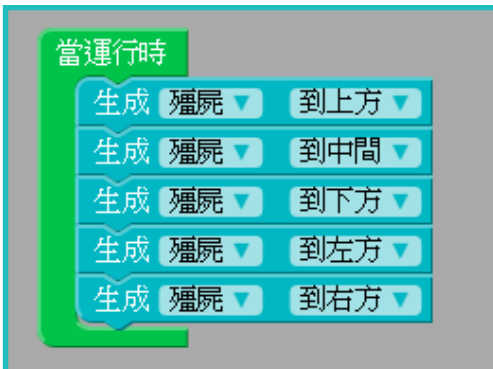 當運行時
生成 殭屍▼ 到上方▼
生成 殭屍▼ 到中間▼
生成 殭屍▼ 到下方▼
生成 殭屍▼ 到左方▼
生成 殭屍▼ 到右方▼